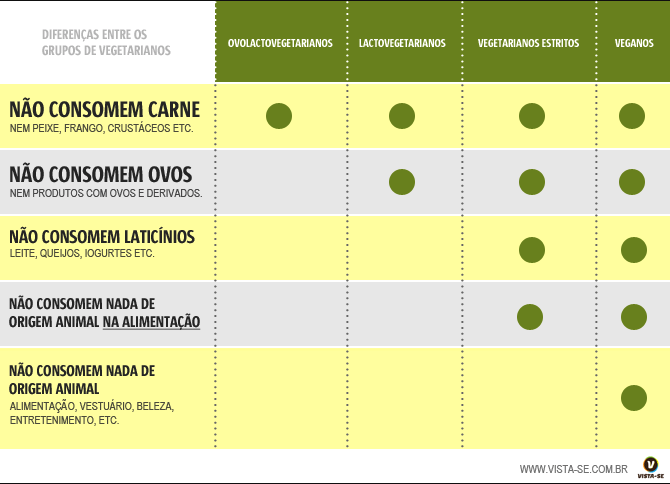 DIFERENÇAS ENTRE OS
GRUPOS DE VEGETARIANOS
OVOLACTOVEGETARIANOS
LACTOVEGETARIANOS
VEGETARIANOS ESTRITOS
VEGANOS
NÃO CONSOMEM CARNE
NEM PEIXE, FRANGO, CRUSTÁCEOS ETC.
NÃO CONSOMEM OVOS
NEM PRODUTOS COM OVOS E DERIVADOS.
NÃO CONSOMEM LATICÍNIOS
LEITE, QUEIJOS, IOGURTES ETC.
NÃO CONSOMEM NADA DE
ORIGEM ANIMAL NA ALIMENTAÇÃO
NÃO CONSOMEM NADA DE
ORIGEM ANIMAL
ALIMENTAÇÃO, VESTUÁRIO, BELEZA,
ENTRETENIMENTO, ETC.
WWW.VISTA-SE.COM.BR
V
VISTA-SE